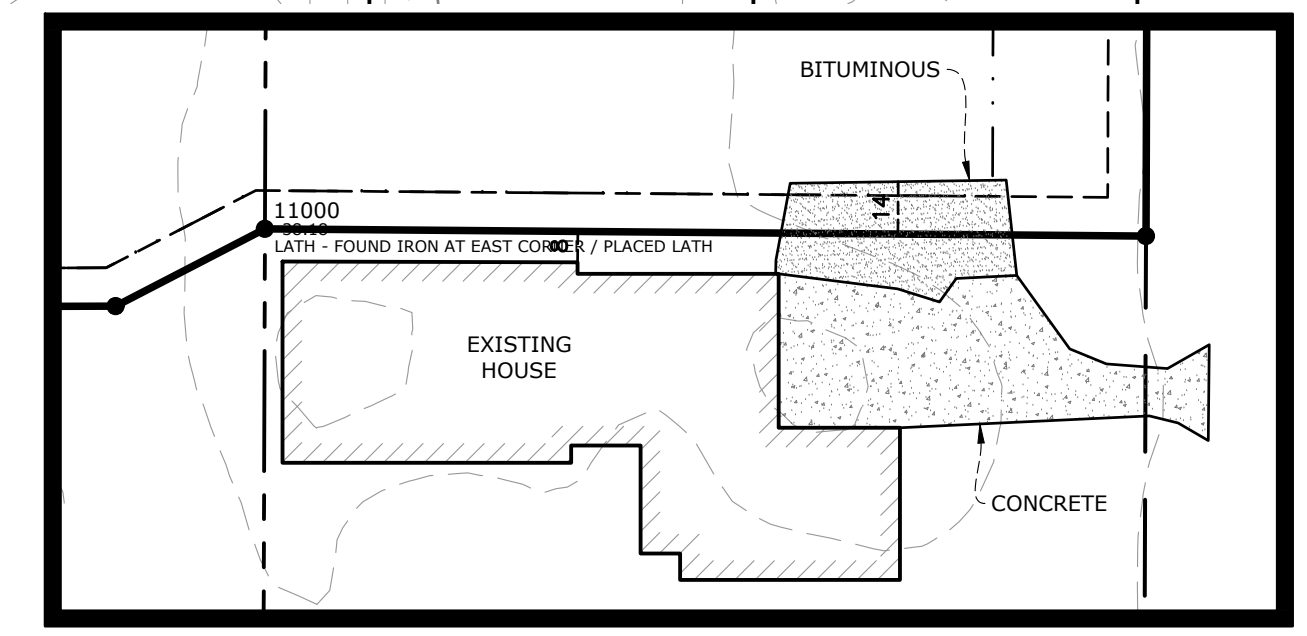 BITUMINOUS
14
11000
LATH - FOUND IRON AT EAST CORNER / PLACED LATH
EXISTING
HOUSE
CONCRETE